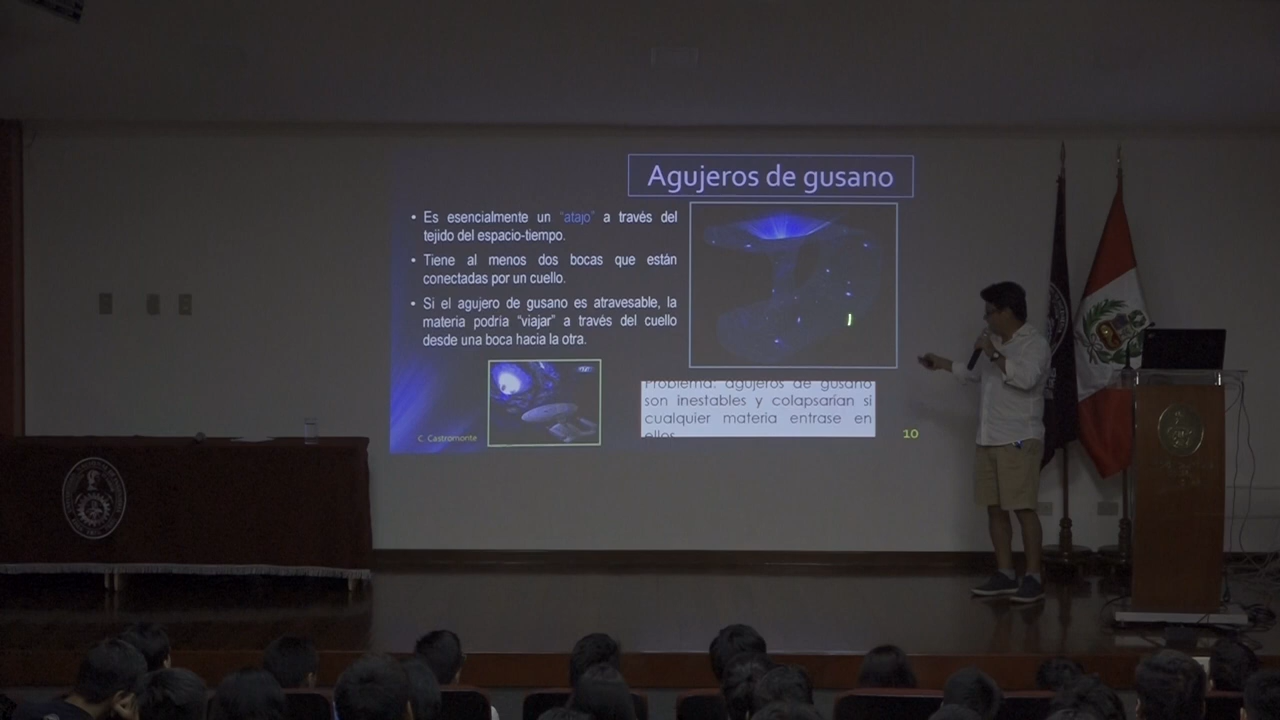 Agujeros de gusano
• Es esencialmente un "atajo" a través del
tejido del espacio-tiempo.
• Tiene al menos dos bocas que están
conectadas por un cuello.
• Si el agujero de gusano es atravesable, la
materia podría "viajar" a través del cuello
desde una boca hacia la otra.
Problema: agujeros de gusano
son inestables y colapsarían si
cualquier materia entrase en
ellos
C. Castromonte
10